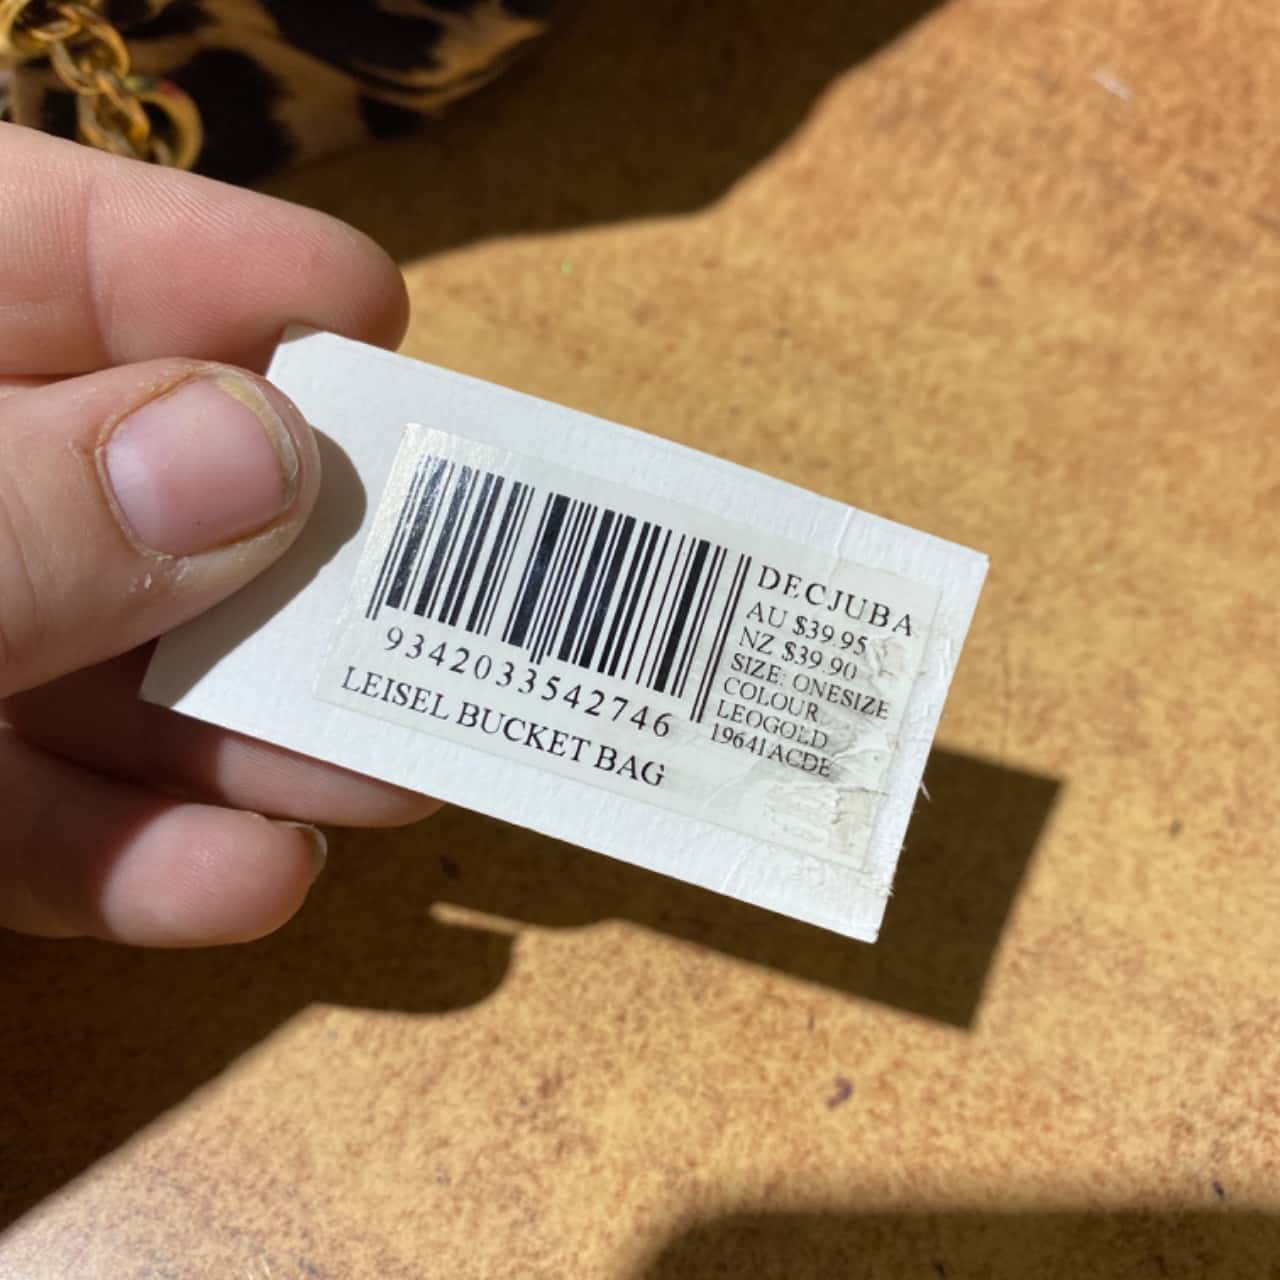 DECJUBA
AU $39.95
NZ $39.90
SIZE: ONESIZE
COLOUR
LEOGOLD
19641ACDE
9342033542746
LEISEL BUCKET BAG